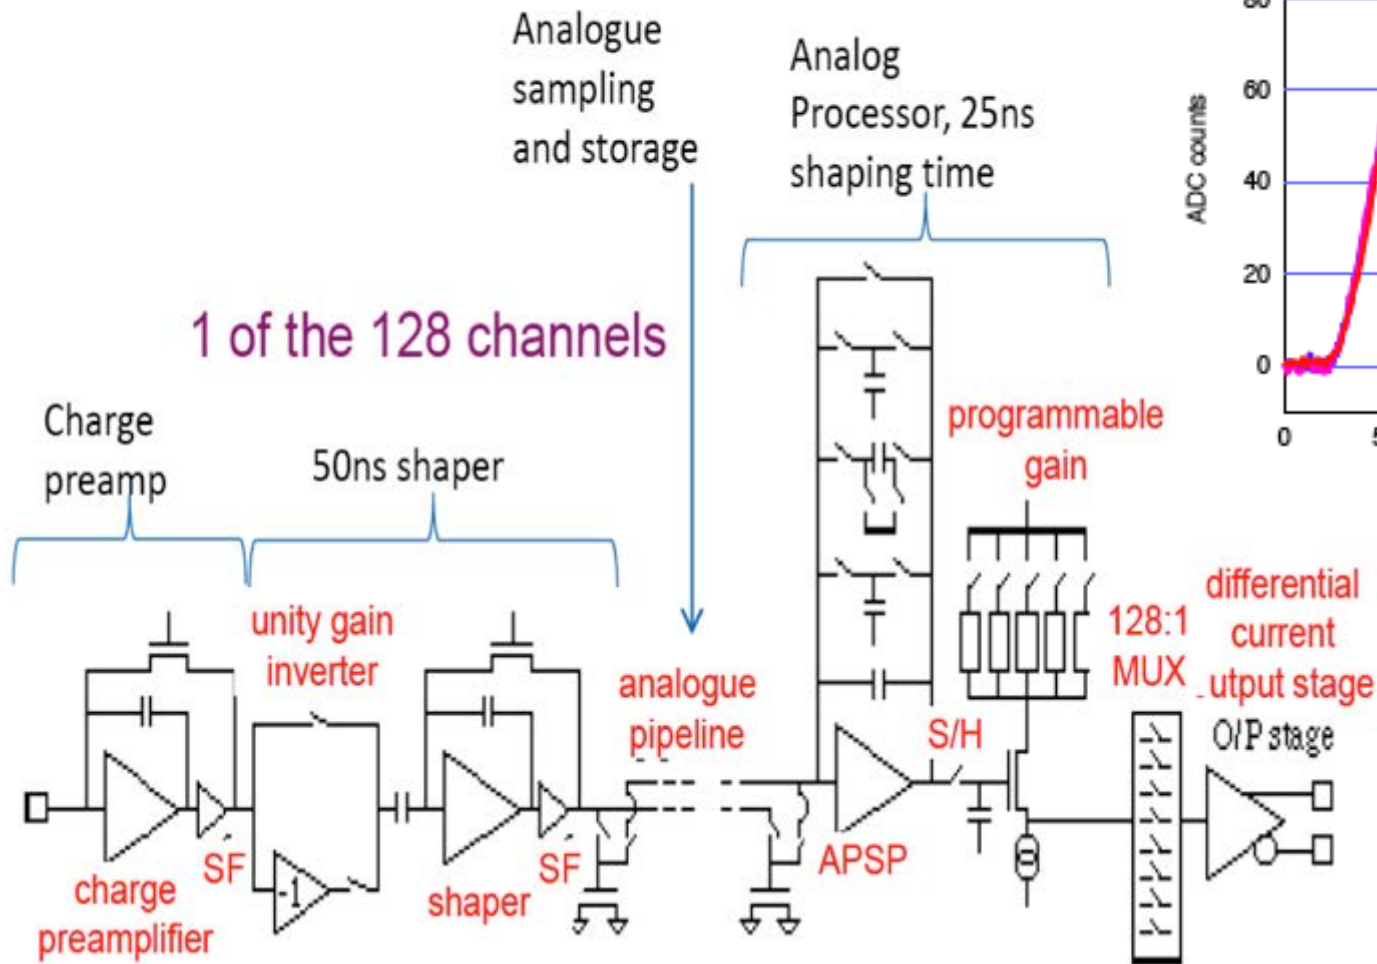 Analogue
sampling
and storage
Analog
Processor, 25ns
shaping time
ADC counts
80
60
40
20
0
0
5
1 of the 128 channels
Charge
preamp
50ns shaper
programmable
gain
unity gain
inverter
analogue
pipeline
128:1
MUX
differential
current
utput stage
O/P stage
S/H
SF
-1
SF
APSP
charge
preamplifier
shaper